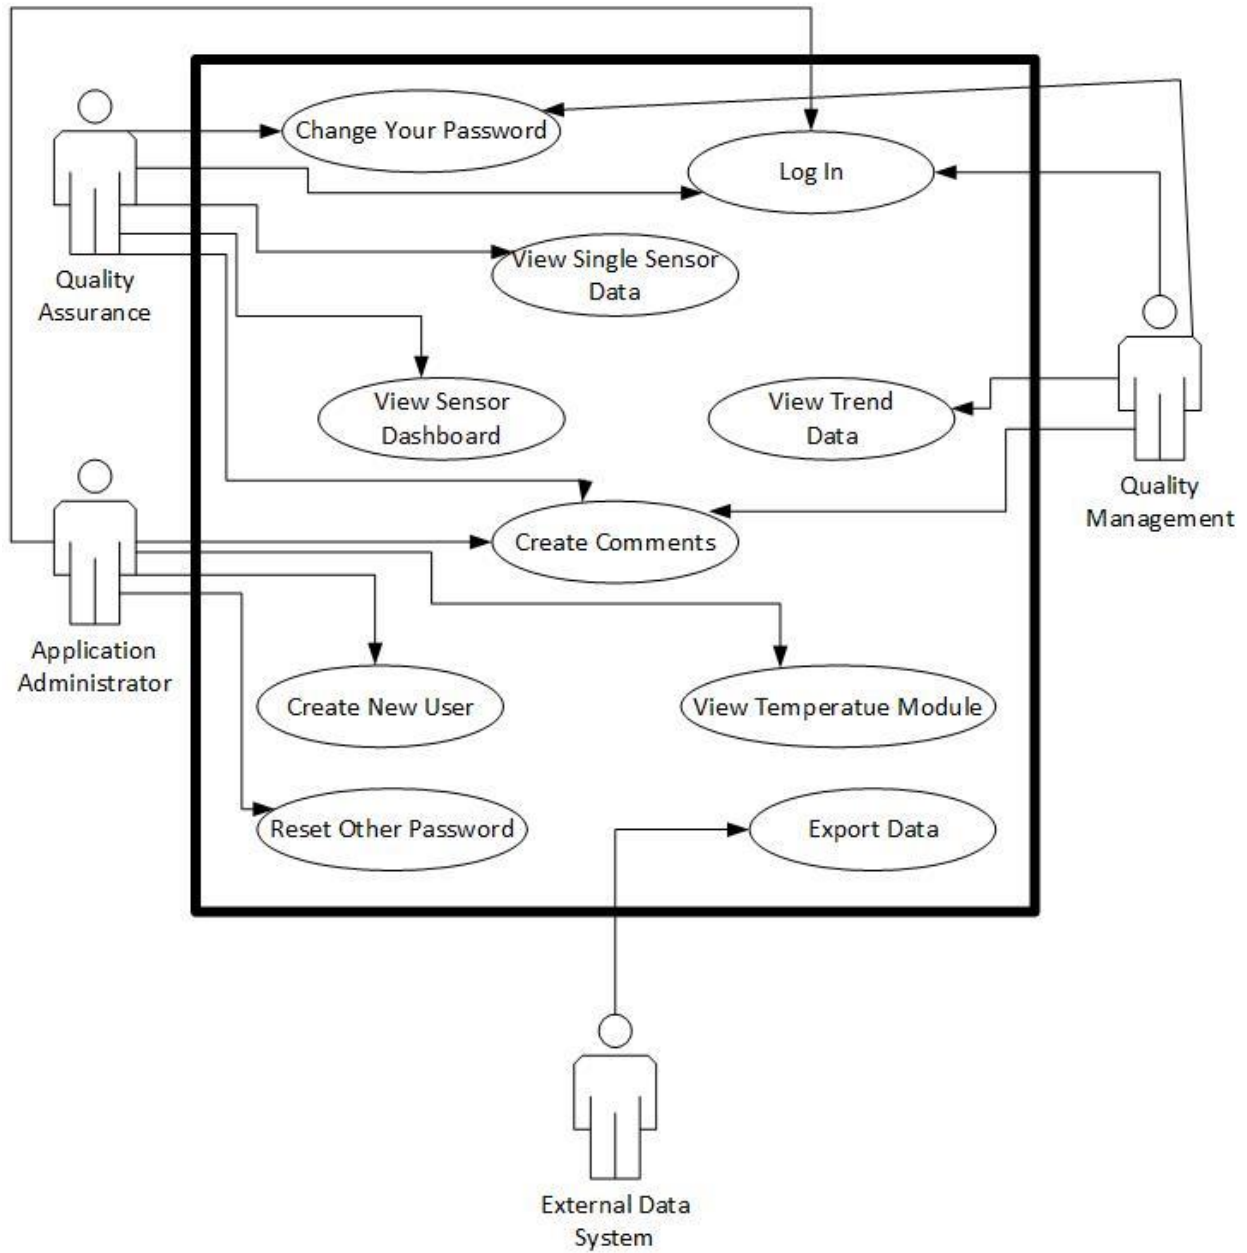 Change Your Password
Log In
Quality
Assurance
View Single Sensor
Data
View Sensor
Dashboard
View Trend
Data
Quality
Management
Create Comments
Application
Administrator
Create New User
View Temperatue Module
Reset Other Password
Export Data
External Data
System